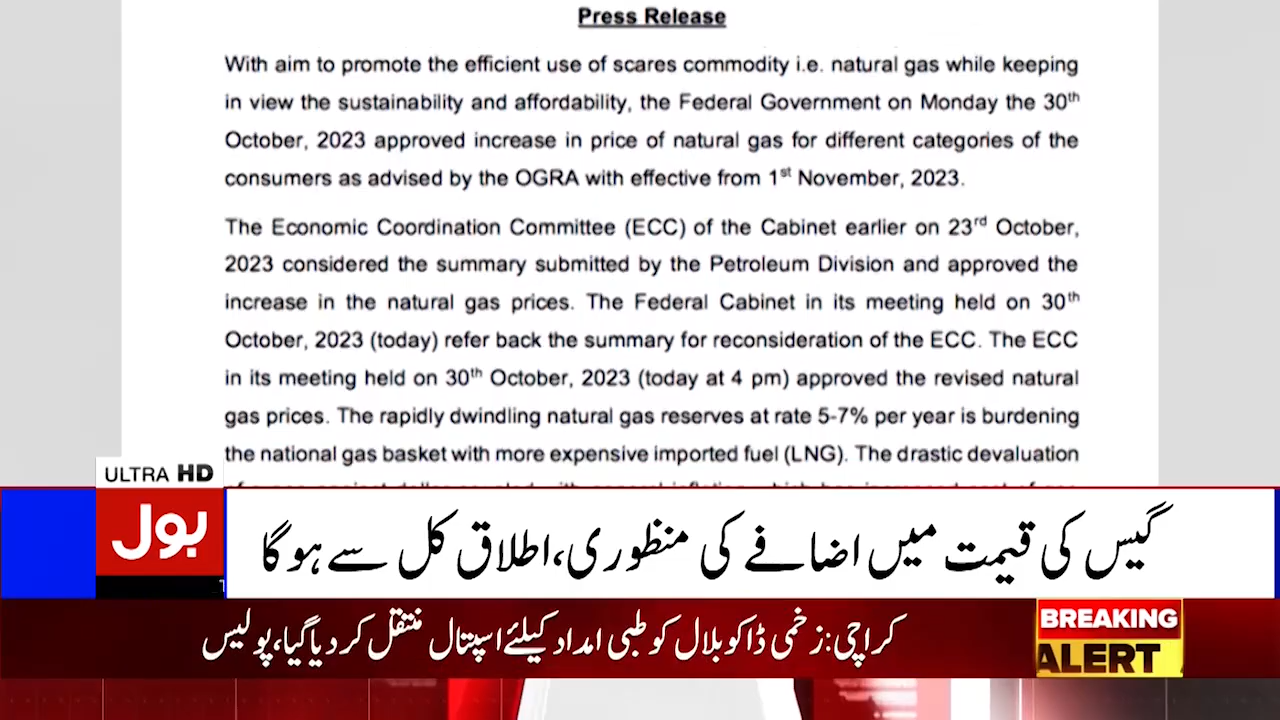 Press Release
With aim to promote the efficient use of scares commodity i.e. natural gas while keeping
in view the sustainability and affordability, the Federal Government on Monday the 30th
October, 2023 approved increase in price of natural gas for different categories of the
consumers as advised by the OGRA with effective from 1st November, 2023.
The Economic Coordination Committee (ECC) of the Cabinet earlier on 23rd October,
2023 considered the summary submitted by the Petroleum Division and approved the
increase in the natural gas prices. The Federal Cabinet in its meeting held on 30th
October, 2023 (today) refer back the summary for reconsideration of the ECC. The ECC
in its meeting held on 30th October, 2023 (today at 4 pm) approved the revised natural
gas prices. The rapidly dwindling natural gas reserves at rate 5-7% per year is burdening
the national gas basket with more expensive imported fuel (LNG). The drastic devaluation
ULTRA HD
بول
گیس کی قیمت میں اضافے کی منظوری، اطلاق کل سے ہوگا
کراچی: زخمی ڈاکو بلال کو طبی امداد کیلئے اسپتال منتقل کر دیا گیا، پولیس
BREAKING
ALERT